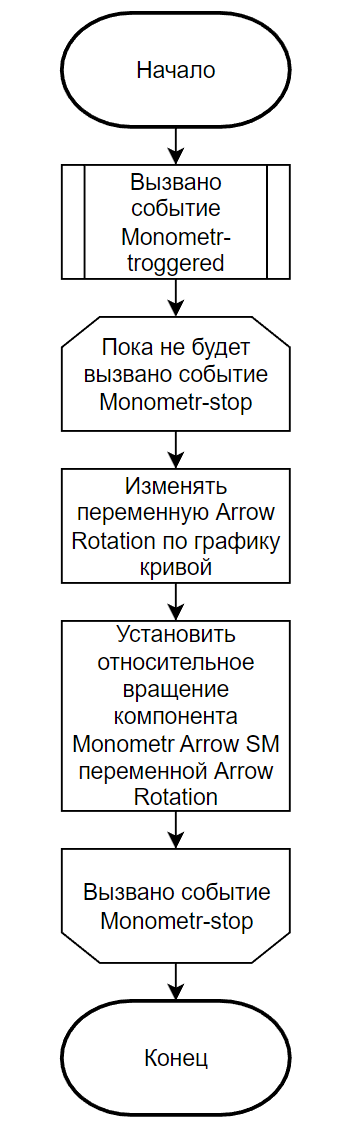 Начало
Вызвано
событие
Monometr-
troggered
Пока не будет
вызвано событие
Monometr-stop
Изменять
переменную Arrow
Rotation по графику
кривой
Установить
относительное
вращение
компонента
Monometr Arrow SM
переменной Arrow
Rotation
Вызвано событие
Monometr-stop
Конец